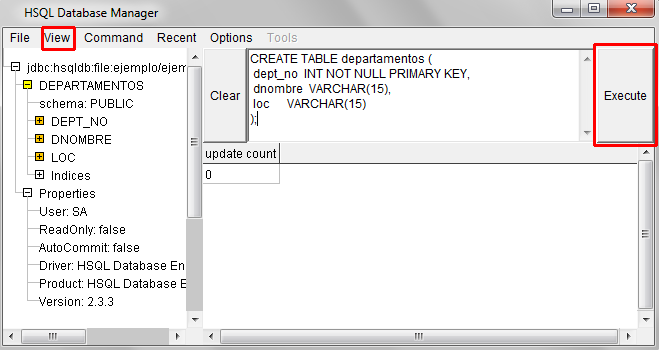 HSQL Database Manager
File View Command Recent Options Tools
jdbc:hsqldb:file:ejemplo/ejem
DEPARTAMENTOS
schema: PUBLIC
DEPT_NO
DNOMBRE
LOC
Indices
Properties
User: SA
ReadOnly: false
AutoCommit: false
Driver: HSQL Database En
Product: HSQL Database E
Version: 2.3.3
Clear
CREATE TABLE departamentos (
dept_no INT NOT NULL PRIMARY KEY,
dnombre VARCHAR(15),
loc VARCHAR(15)
);
Execute
update count
0